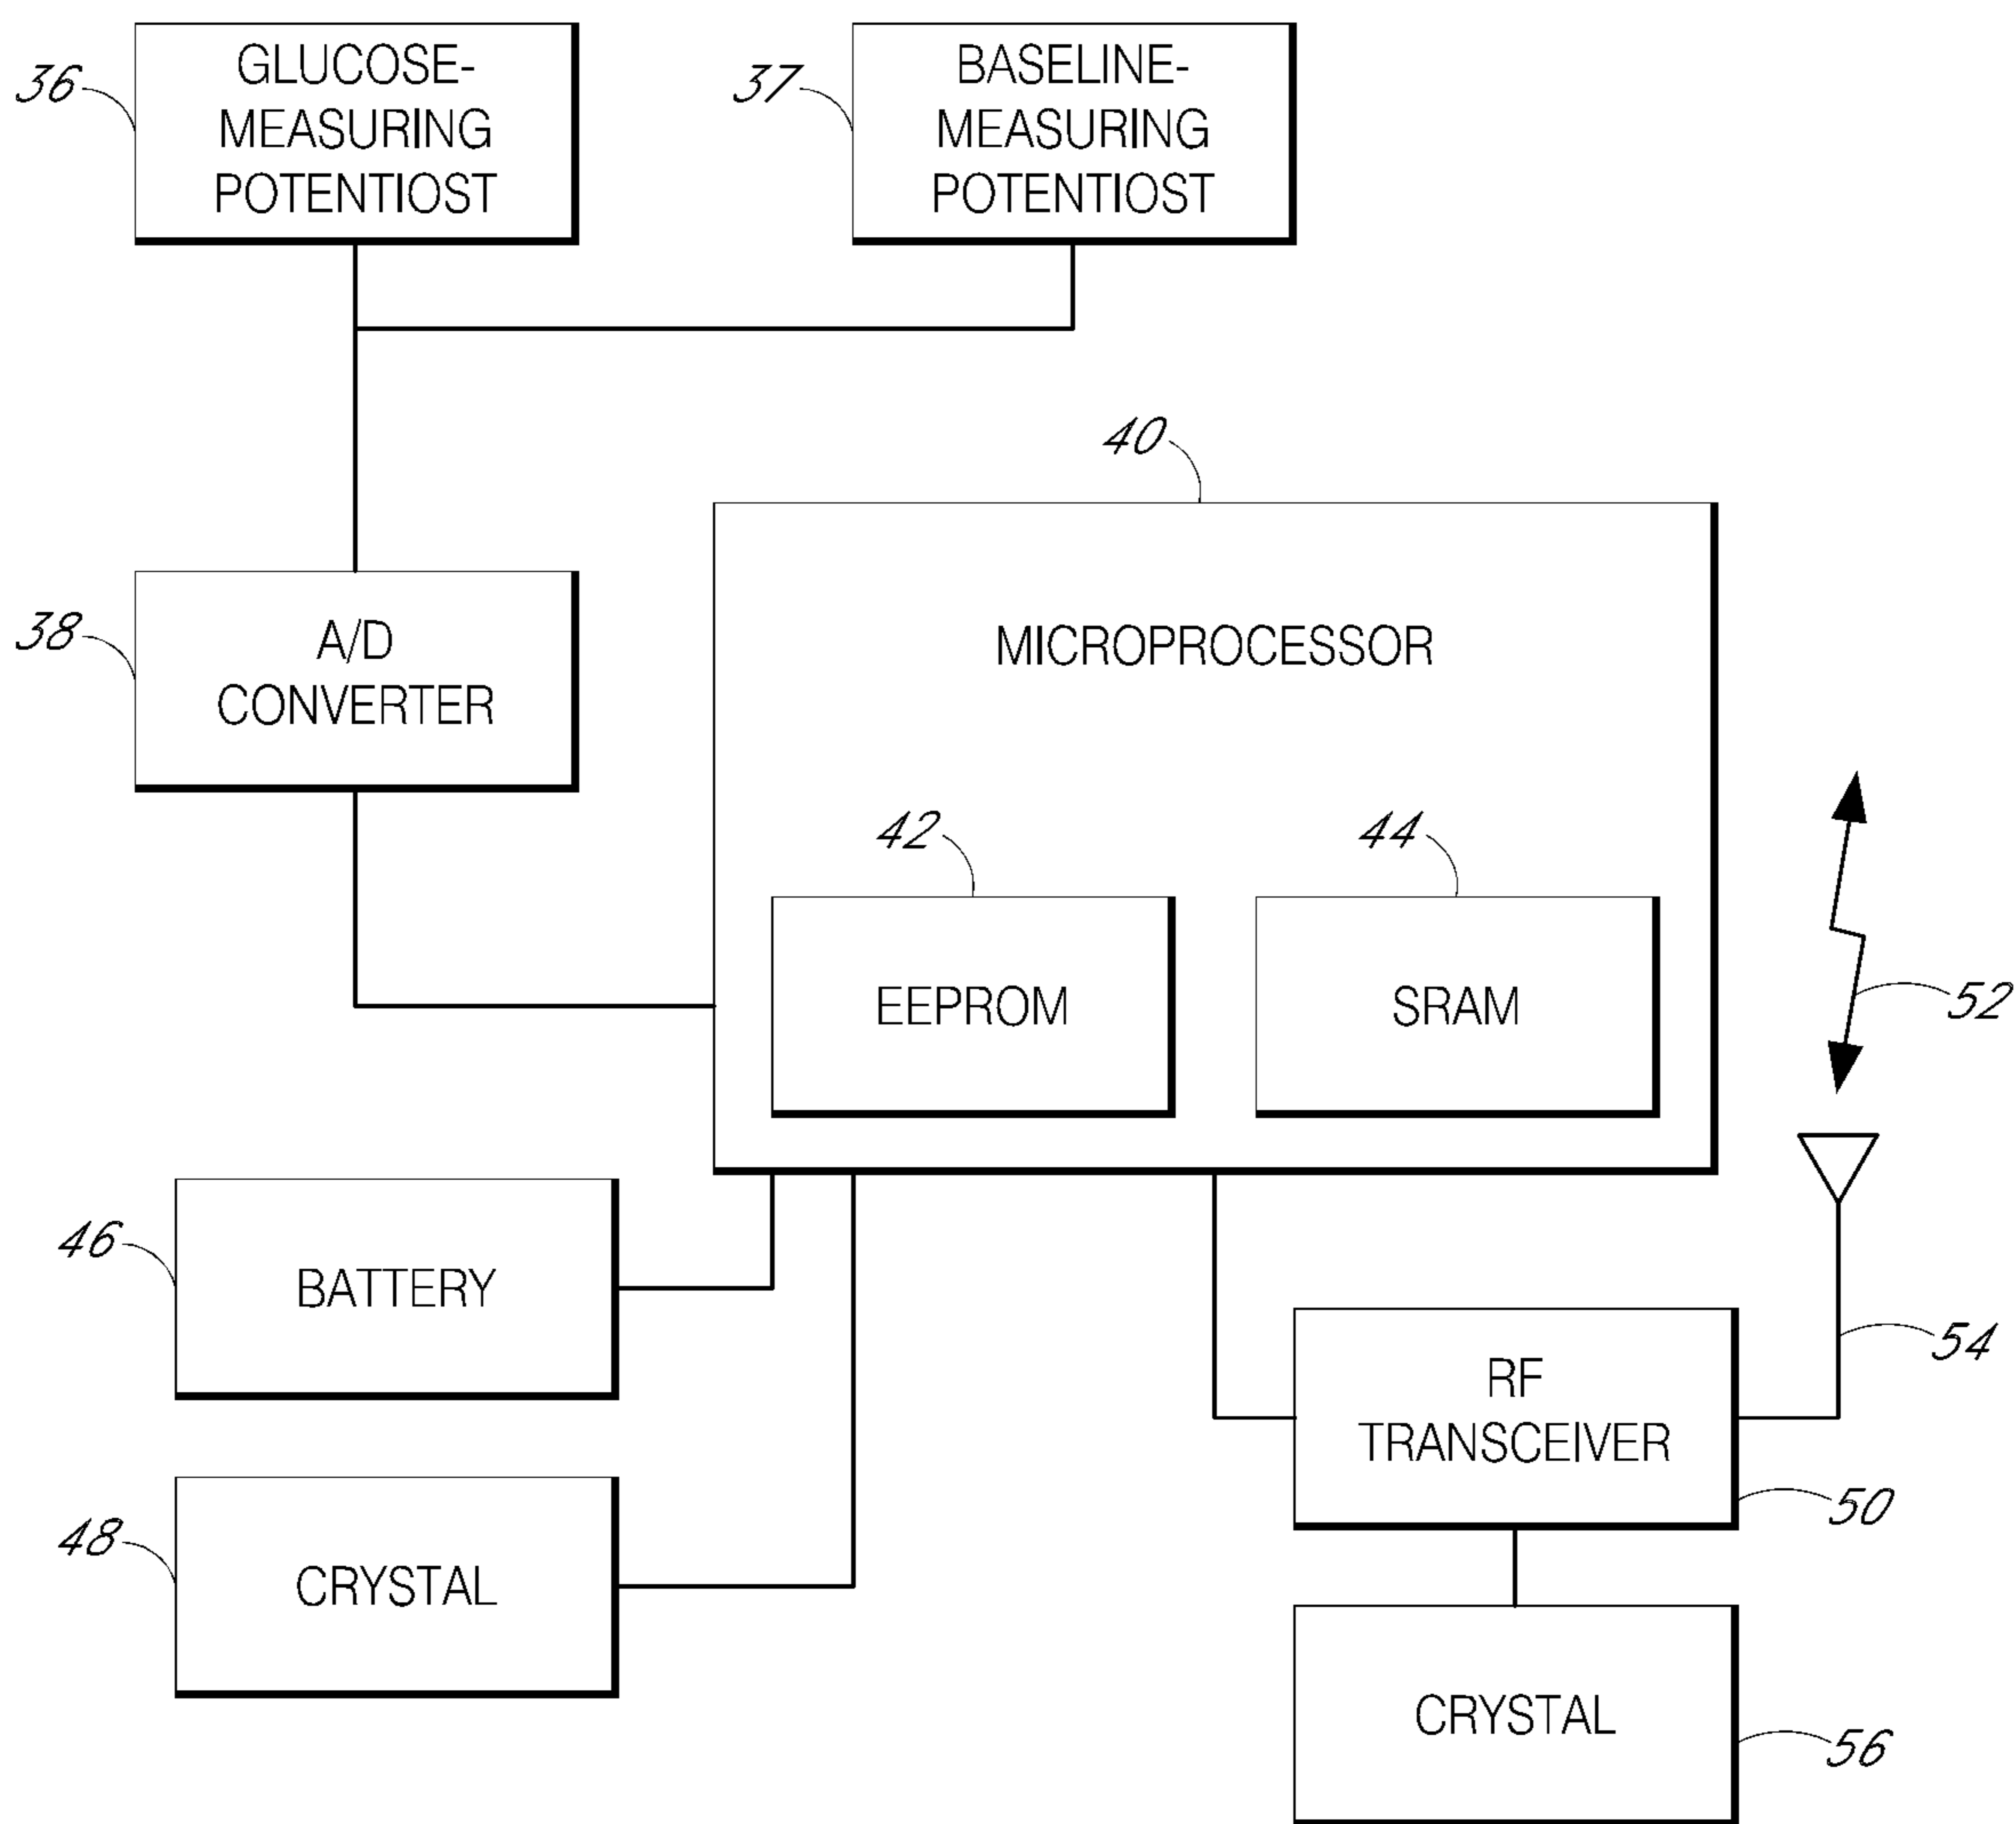 36
GLUCOSE-
MEASURING
POTENTIOST
37
BASELINE-
MEASURING
POTENTIOST
40
38
A/D
CONVERTER
MICROPROCESSOR
42
44
EEPROM
SRAM
52
46
BATTERY
54
RF
TRANSCEIVER
50
48
CRYSTAL
CRYSTAL
56